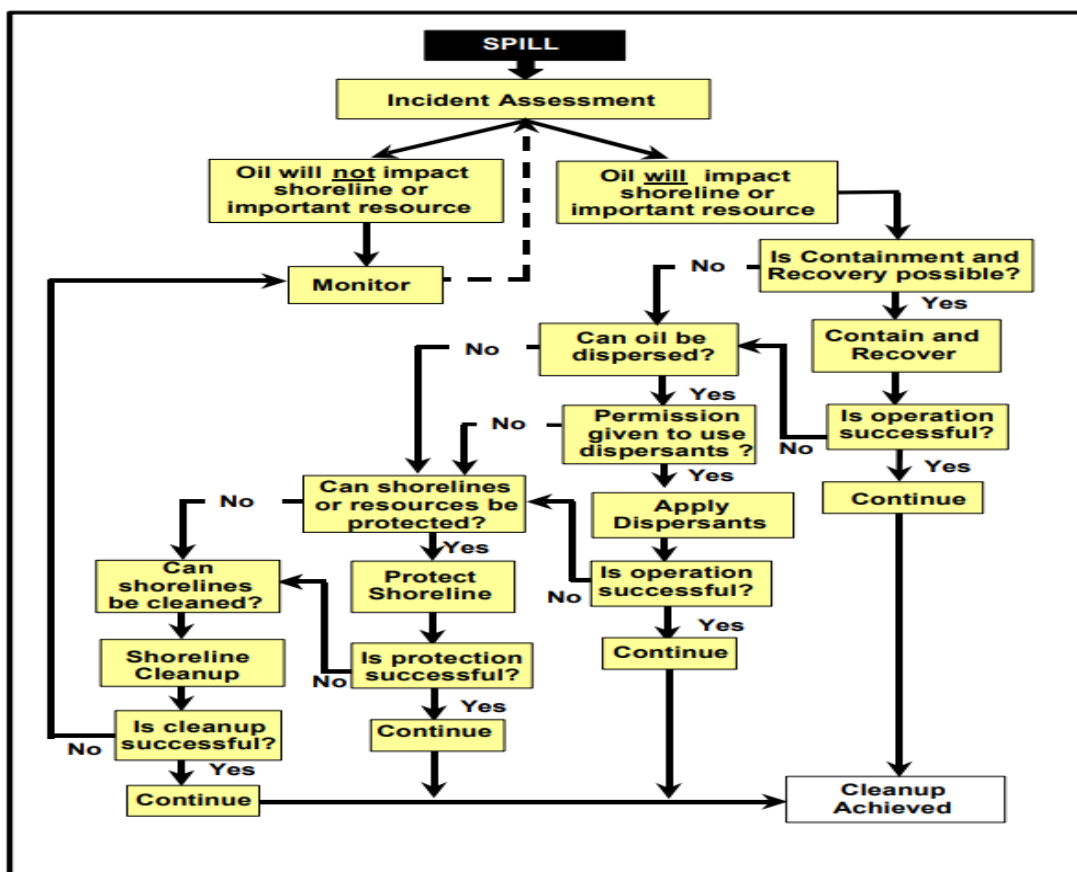 SPILL
Incident Assessment
Oil will not impact
shoreline or
important resource
Oil will impact
shoreline or
important resource
Monitor
Is Containment and
Recovery possible?
No
Yes
Can oil be
dispersed?
No
Contain and
Recover
Yes
Permission
given to use
dispersants ?
No
Is operation
successful?
No
Yes
Yes
Continue
Can shorelines
or resources be
protected?
No
Apply
Dispersants
Yes
Can
shorelines
be cleaned?
Protect
Shoreline
Is operation
successful?
No
Yes
Continue
Shoreline
Cleanup
Is protection
successful?
No
Yes
Continue
Is cleanup
successful?
No
Yes
Continue
Cleanup
Achieved